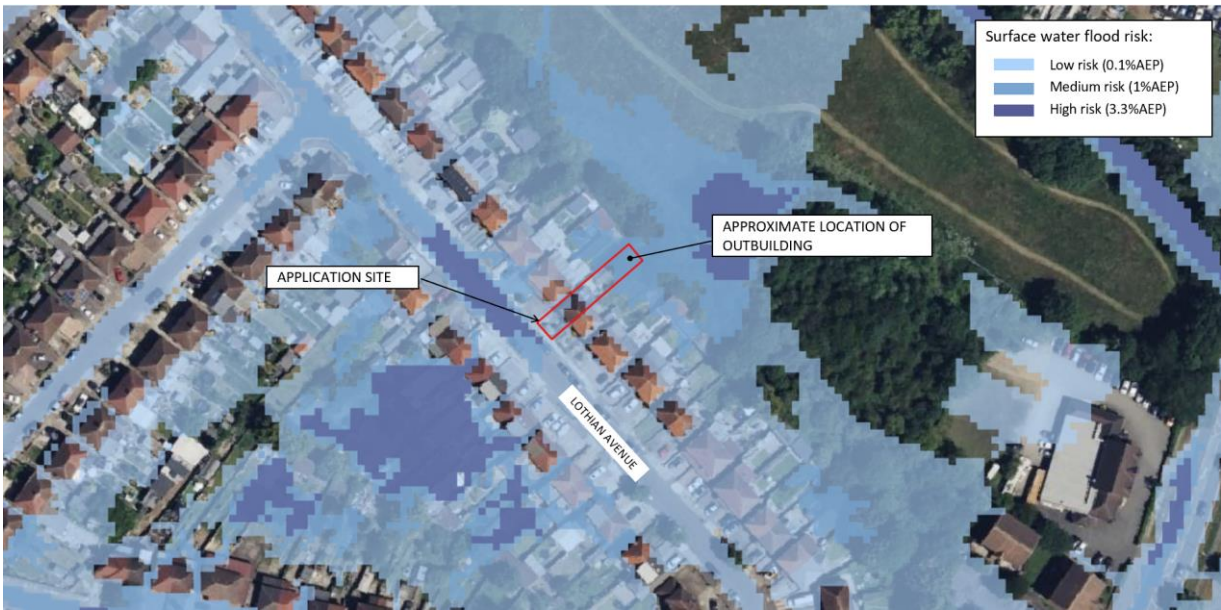 Surface water flood risk:
Low risk (0.1%AEP)
Medium risk (1%AEP)
High risk (3.3%AEP)
APPROXIMATE LOCATION OF
OUTBUILDING
APPLICATION SITE
LOTHIAN AVENUE